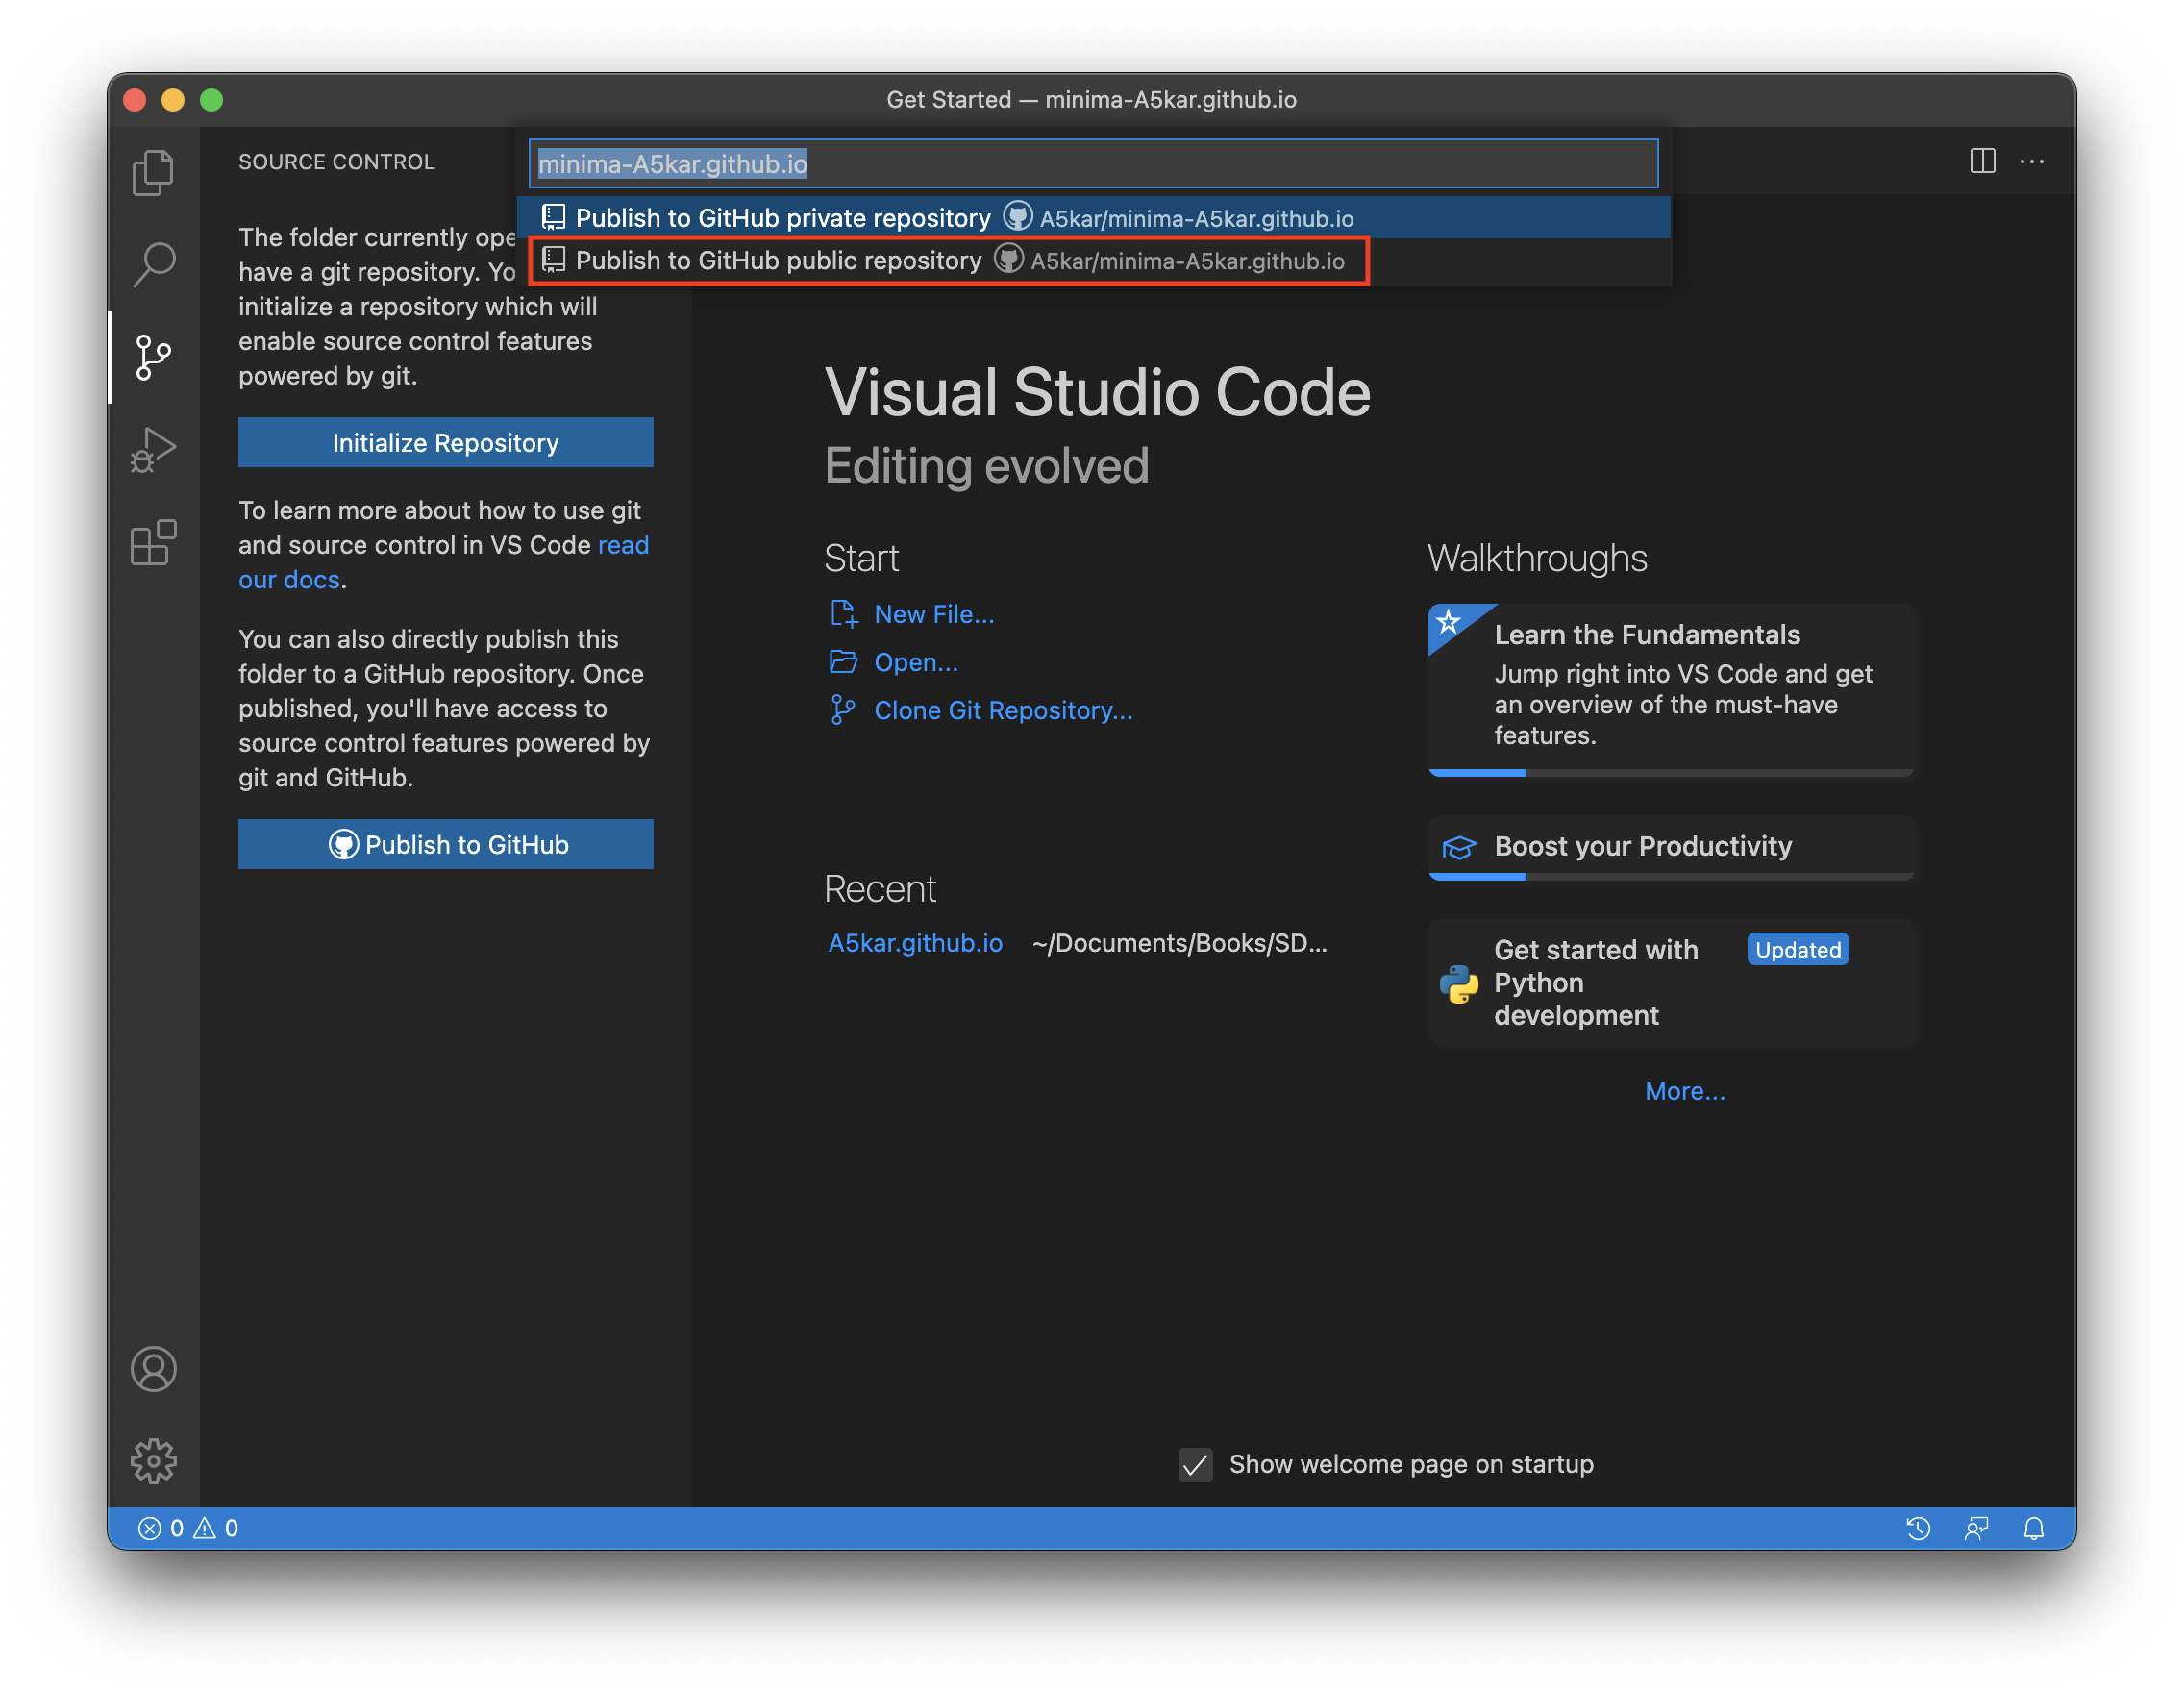 Get Started — minima-A5kar.github.io
SOURCE CONTROL
minima-A5kar.github.io
Publish to GitHub private repository A5kar/minima-A5kar.github.io
Publish to GitHub public repository A5kar/minima-A5kar.github.io
The folder currently ope
have a git repository. Yo
initialize a repository which will
enable source control features
powered by git.
Initialize Repository
To learn more about how to use git
and source control in VS Code read
our docs.
You can also directly publish this
folder to a GitHub repository. Once
published, you'll have access to
source control features powered by
git and GitHub.
Publish to GitHub
Visual Studio Code
Editing evolved
Start
New File...
Open...
Clone Git Repository...
Recent
A5kar.github.io ~/Documents/Books/SD...
Walkthroughs
Learn the Fundamentals
Jump right into VS Code and get
an overview of the must-have
features.
Boost your Productivity
Get started with Updated
Python
development
More...
Show welcome page on startup
0 0